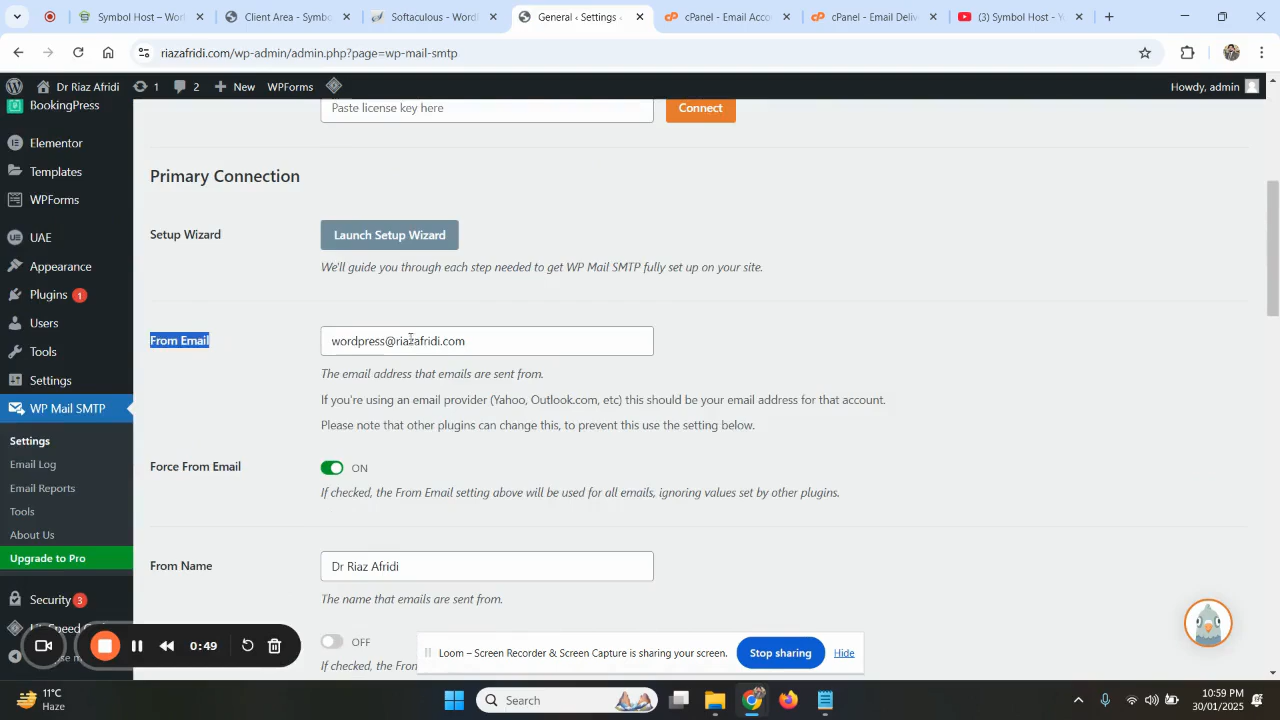 Symbol Host – Wor
Client Area - Symbo
Softaculous - WordP
General ‹ Settings ‹
cPanel - Email Acco
cPanel - Email Delive
(3) Symbol Host - Y
riazafridi.com/wp-admin/admin.php?page=wp-mail-smtp
Dr Riaz Afridi
1
2
New
WPForms
Howdy, admin
BookingPress
Elementor
Templates
WPForms
UAE
Appearance
Plugins 1
Users
Tools
Settings
WP Mail SMTP
Settings
Email Log
Email Reports
Tools
About Us
Upgrade to Pro
Security 3
Paste license key here
Connect
Primary Connection
Setup Wizard
Launch Setup Wizard
We'll guide you through each step needed to get WP Mail SMTP fully set up on your site.
From Email
wordpress@riazafridi.com
The email address that emails are sent from.
If you're using an email provider (Yahoo, Outlook.com, etc) this should be your email address for that account.
Please note that other plugins can change this, to prevent this use the setting below.
Force From Email
ON
If checked, the From Email setting above will be used for all emails, ignoring values set by other plugins.
From Name
Dr Riaz Afridi
The name that emails are sent from.
OFF
If checked, the From
0:49
Loom – Screen Recorder & Screen Capture is sharing your screen.
Stop sharing
Hide
11°C
Haze
Search
10:59 PM
30/01/2025